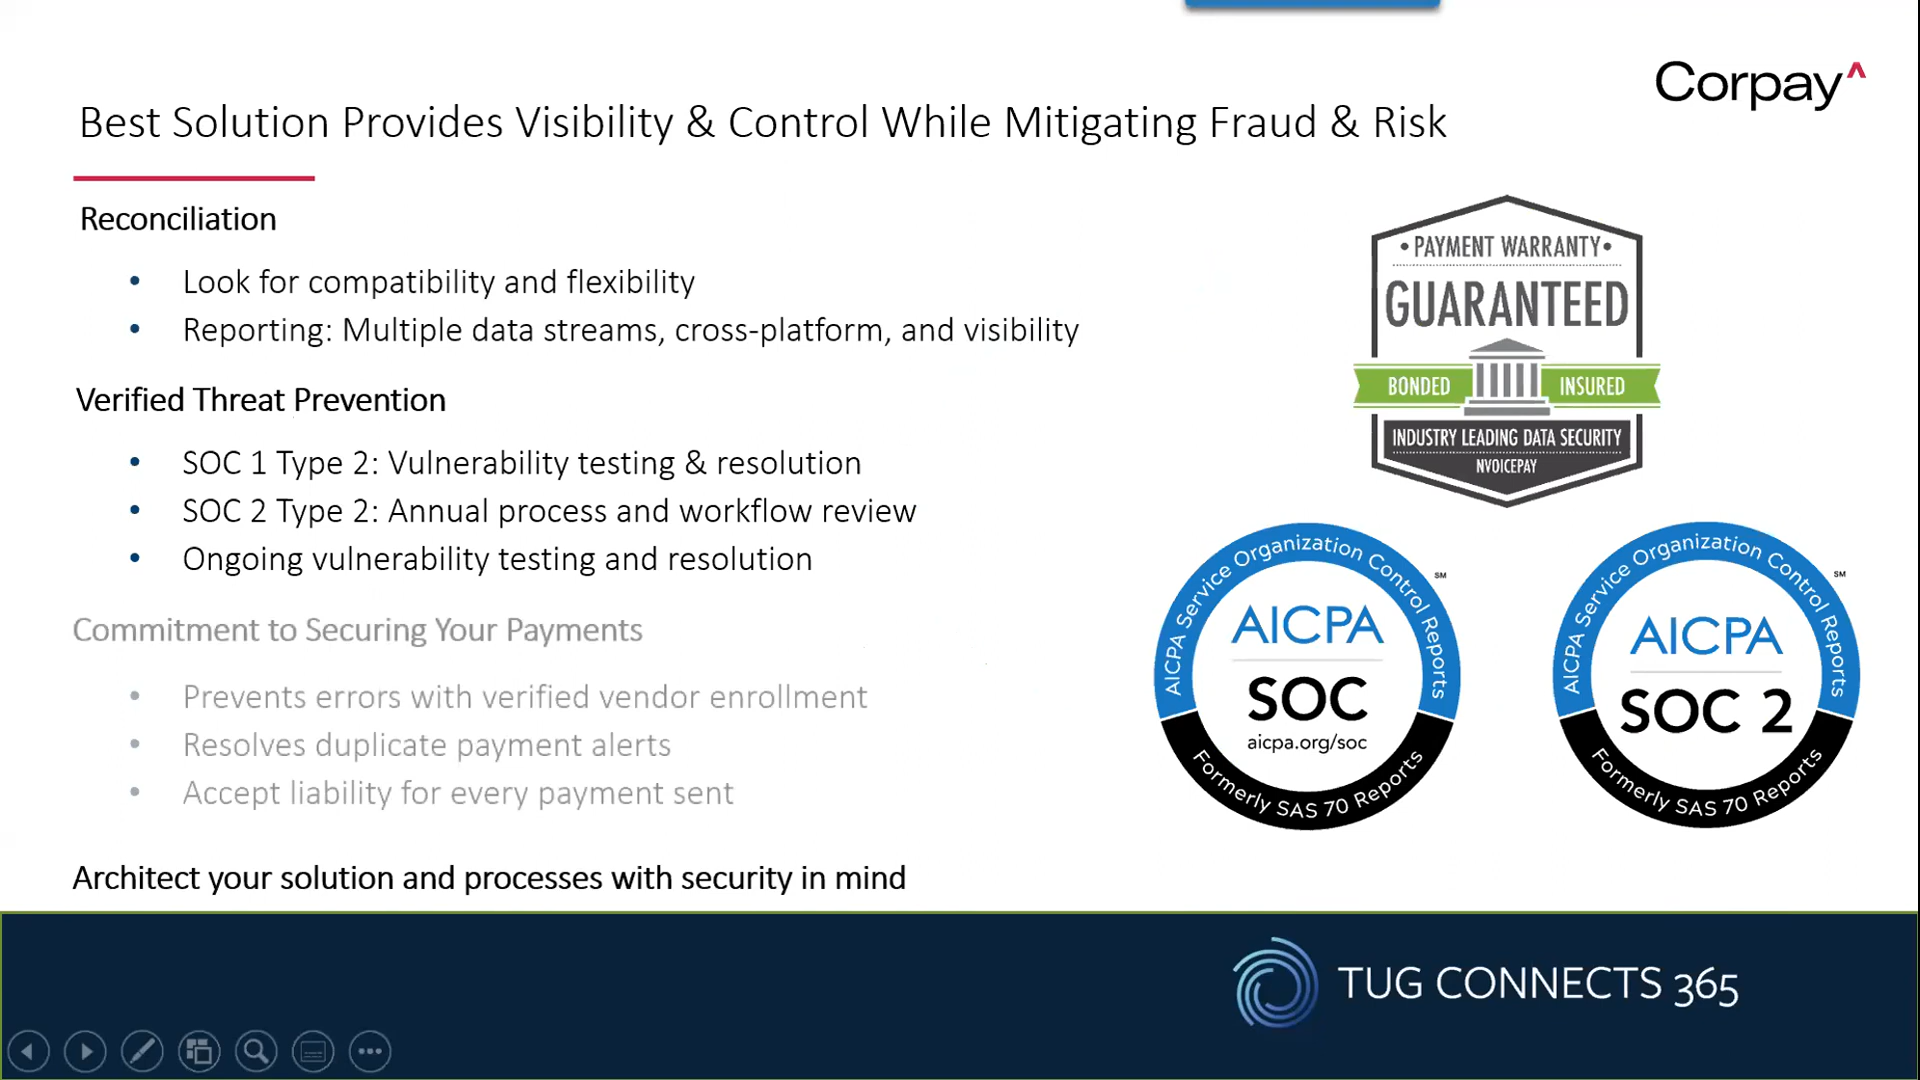 Corpay^
Best Solution Provides Visibility & Control While Mitigating Fraud & Risk
Reconciliation
• Look for compatibility and flexibility
• Reporting: Multiple data streams, cross-platform, and visibility
Verified Threat Prevention
• SOC 1 Type 2: Vulnerability testing & resolution
• SOC 2 Type 2: Annual process and workflow review
• Ongoing vulnerability testing and resolution
Commitment to Securing Your Payments
• Prevents errors with verified vendor enrollment
• Resolves duplicate payment alerts
• Accept liability for every payment sent
Architect your solution and processes with security in mind
• PAYMENT WARRANTY •
GUARANTEED
BONDED INSURED
INDUSTRY LEADING DATA SECURITY
NVOICEPAY
AICPA Service Organization Control Reports
SM
AICPA
SOC
aicpa.org/soc
Formerly SAS 70 Reports
AICPA Service Organization Control Reports
SM
AICPA
SOC 2
Formerly SAS 70 Reports
TUG CONNECTS 365